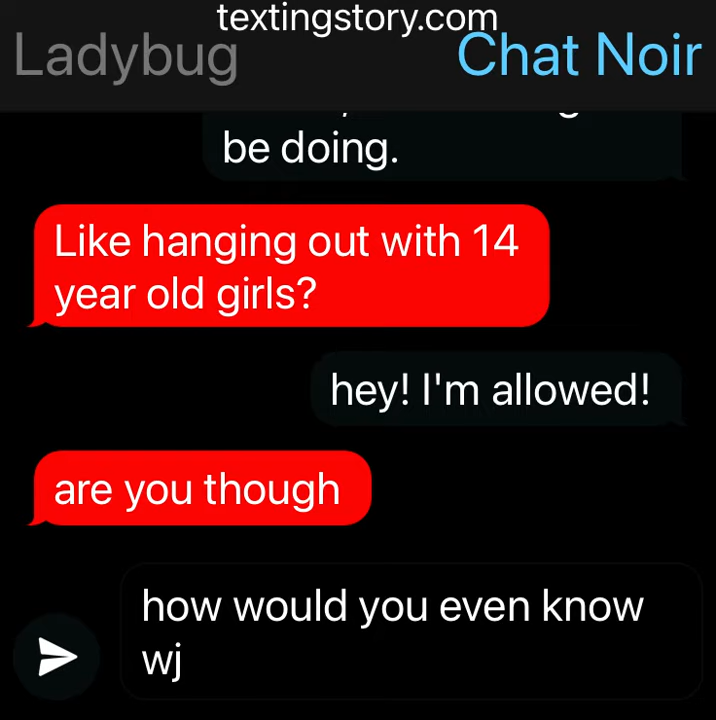 textingstory.com
Ladybug
Chat Noir
be doing.
Like hanging out with 14
year old girls?
hey! I'm allowed!
are you though
how would you even know
wj